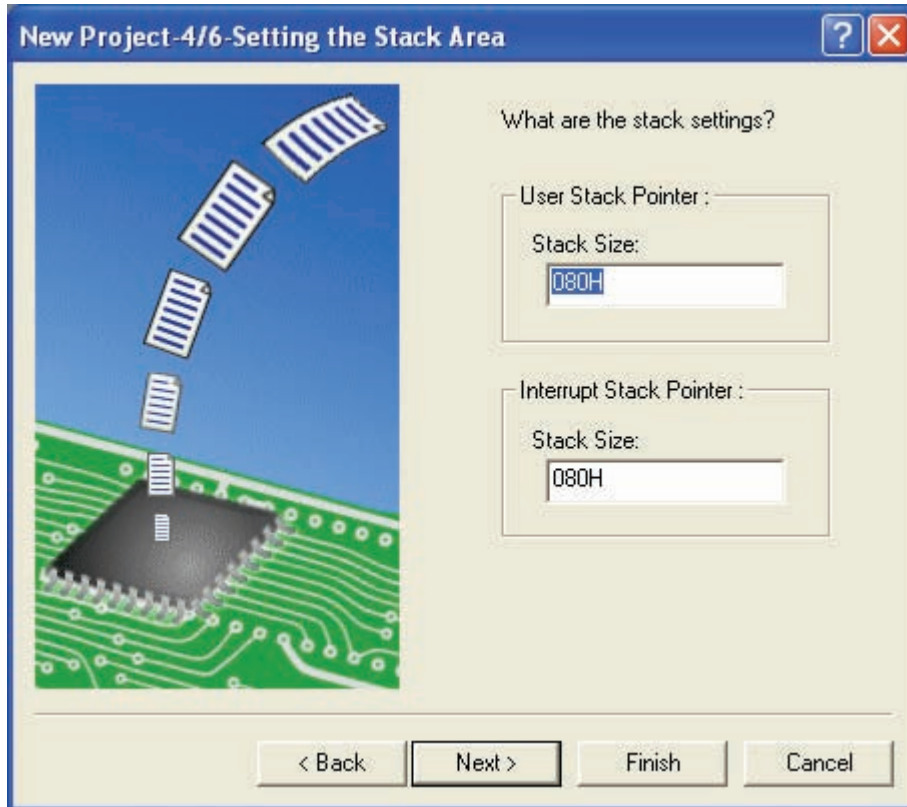 New Project-4/6-Setting the Stack Area
What are the stack settings?
User Stack Pointer :
Stack Size:
080H
Interrupt Stack Pointer :
Stack Size:
080H
< Back
Next >
Finish
Cancel